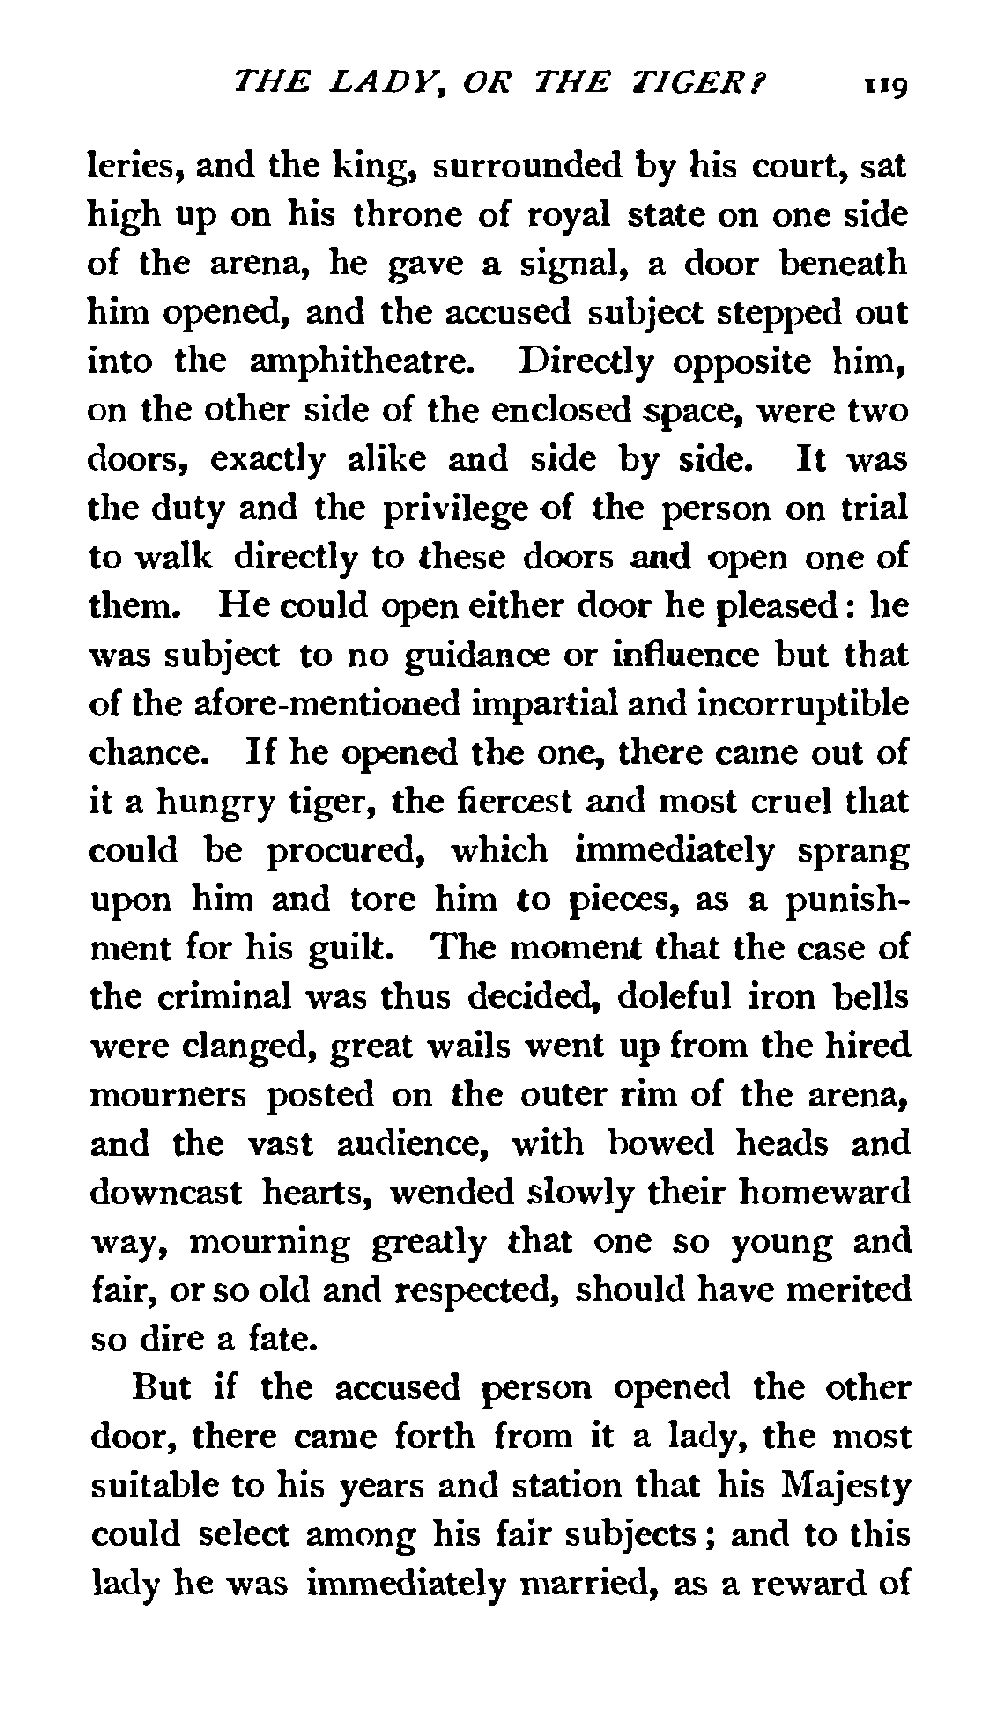 THE LADY, OR THE TIGER? 119
leries, and the king, surrounded by his court, sat
high up on his throne of royal state on one side
of the arena, he gave a signal, a door beneath
him opened, and the accused subject stepped out
into the amphitheatre. Directly opposite him,
on the other side of the enclosed space, were two
doors, exactly alike and side by side. It was
the duty and the privilege of the person on trial
to walk directly to these doors and open one of
them. He could open either door he pleased: he
was subject to no guidance or influence but that
of the afore-mentioned impartial and incorruptible
chance. If he opened the one, there came out of
it a hungry tiger, the fiercest and most cruel that
could be procured, which immediately sprang
upon him and tore him to pieces, as a punish-
ment for his guilt. The moment that the case of
the criminal was thus decided, doleful iron bells
were clanged, great wails went up from the hired
mourners posted on the outer rim of the arena,
and the vast audience, with bowed heads and
downcast hearts, wended slowly their homeward
way, mourning greatly that one so young and
fair, or so old and respected, should have merited
so dire a fate.
But if the accused person opened the other
door, there came forth from it a lady, the most
suitable to his years and station that his Majesty
could select among his fair subjects; and to this
lady he was immediately married, as a reward of